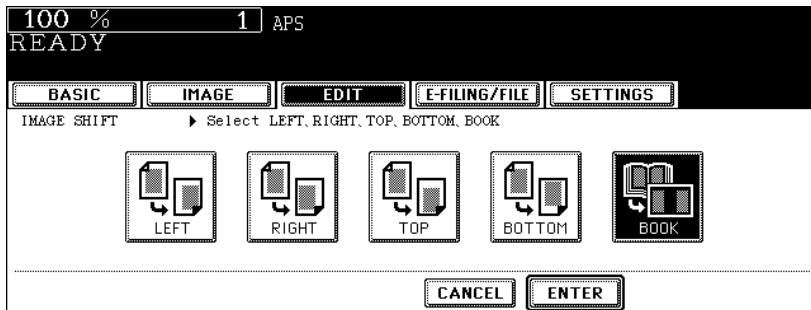 100 % 1 APS
READY
BASIC IMAGE EDIT E-FILING/FILE SETTINGS
IMAGE SHIFT Select LEFT, RIGHT, TOP, BOTTOM, BOOK
LEFT RIGHT TOP BOTTOM BOOK
CANCEL ENTER